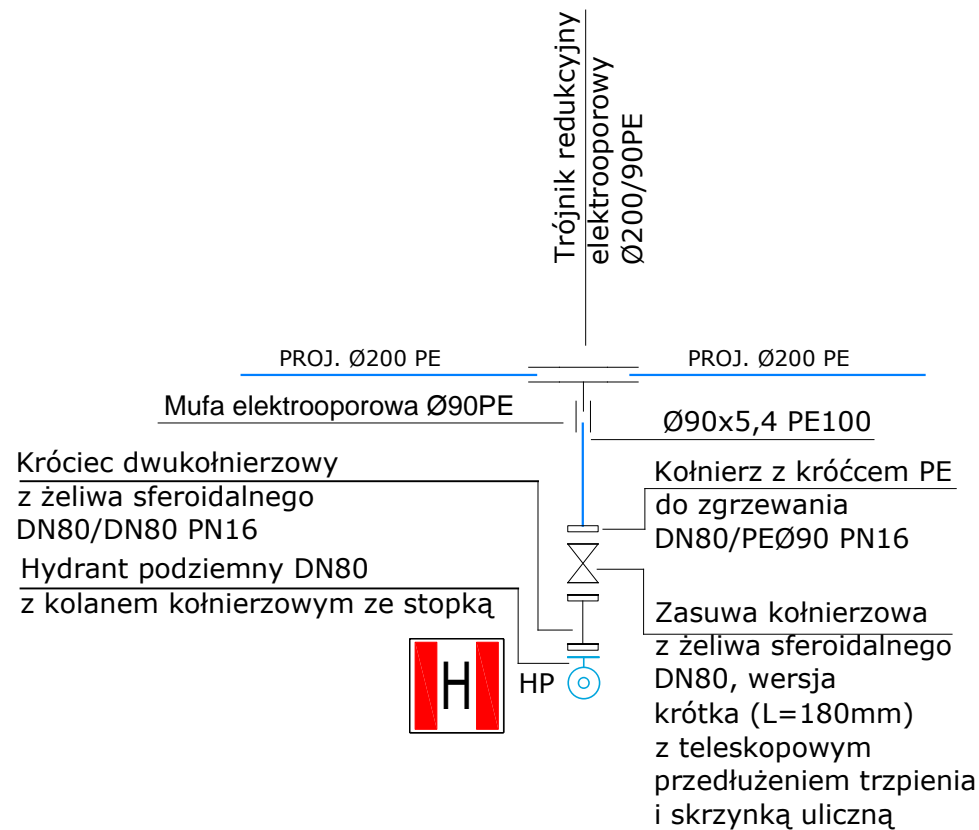 Trójnik redukcyjny
elektrooporowy
Ø200/90PE
PROJ. Ø200 PE
PROJ. Ø200 PE
Mufa elektrooporowa Ø90PE
Ø90x5,4 PE100
Króciec dwukołnierzowy
z żeliwa sferoidalnego
DN80/DN80 PN16
Kołnierz z króćcem PE
do zgrzewania
DN80/PEØ90 PN16
Hydrant podziemny DN80
z kolanem kołnierzowym ze stopką
Zasuwa kołnierzowa
z żeliwa sferoidalnego
DN80, wersja
krótka (L=180mm)
z teleskopowym
przedłużeniem trzpienia
i skrzynką uliczną
H
HP